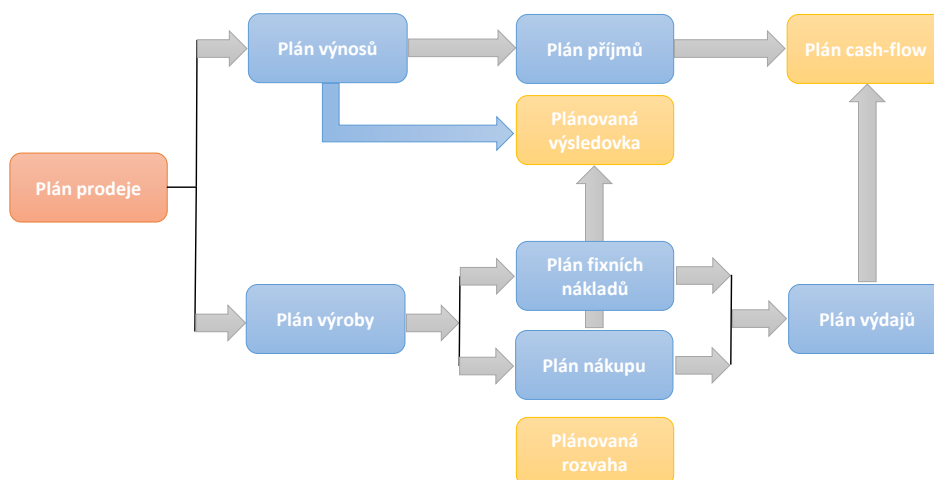 Plán výnosů
Plán příjmů
Plán cash-flow
Plánovaná
výsledovka
Plán prodeje
Plán fixních
nákladů
Plán výroby
Plán výdajů
Plán nákupu
Plánovaná
rozvaha